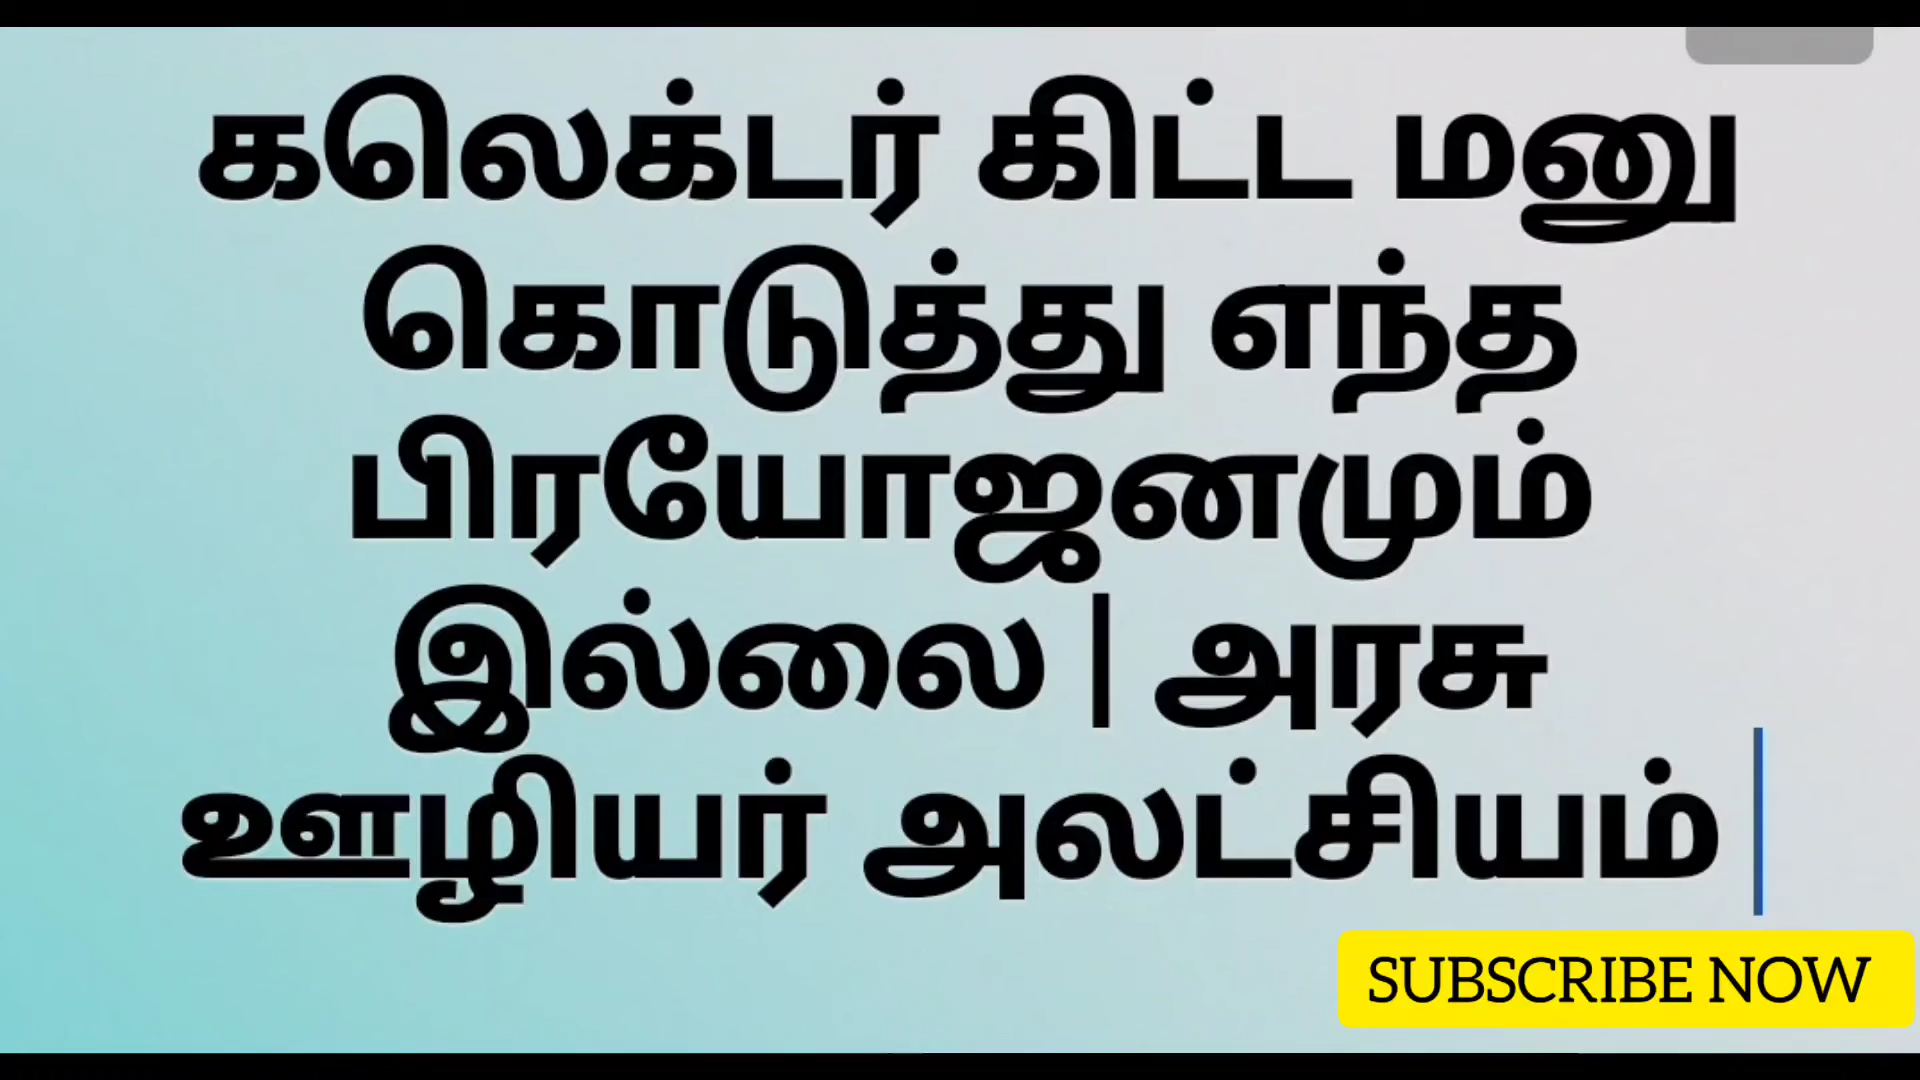 கலெக்டர் கிட்ட மனு
கொடுத்து எந்த
பிரயோஜனமும்
இல்லை | அரசு
ஊழியர் அலட்சியம்
SUBSCRIBE NOW